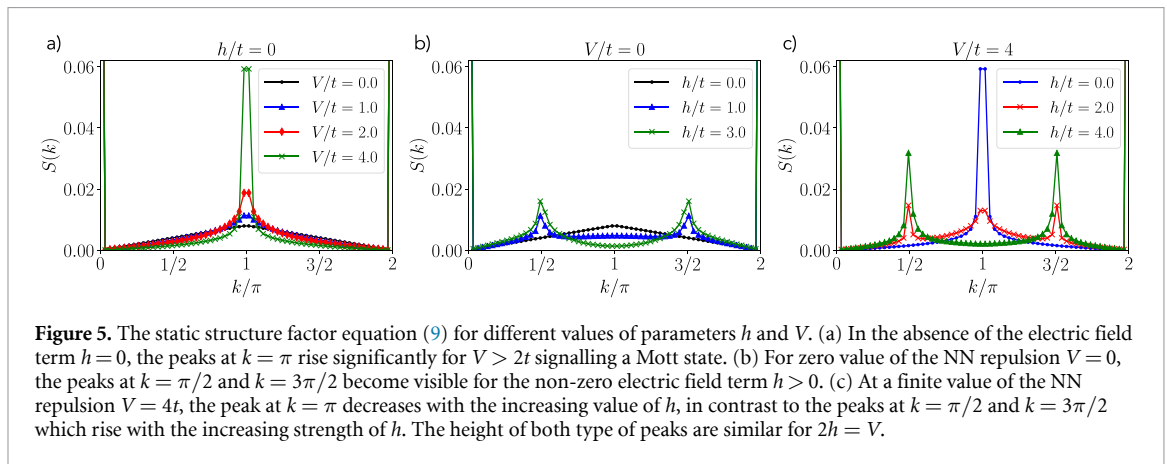 a)
h/t = 0
0.06
0.04
0.02
0.00
S(k)
V/t = 0.0
V/t = 1.0
V/t = 2.0
V/t = 4.0
0
1/2
1
3/2
2
k/π
b)
V/t = 0
0.06
0.04
0.02
0.00
S(k)
h/t = 0.0
h/t = 1.0
h/t = 3.0
0
1/2
1
3/2
2
k/π
c)
V/t = 4
0.06
0.04
0.02
0.00
S(k)
h/t = 0.0
h/t = 2.0
h/t = 4.0
0
1/2
1
3/2
2
k/π
Figure 5. The static structure factor equation (9) for different values of parameters h and V. (a) In the absence of the electric field
term h = 0, the peaks at k = π rise significantly for V > 2t signalling a Mott state. (b) For zero value of the NN repulsion V = 0,
the peaks at k = π/2 and k = 3π/2 become visible for the non-zero electric field term h > 0. (c) At a finite value of the NN
repulsion V = 4t, the peak at k = π decreases with the increasing value of h, in contrast to the peaks at k = π/2 and k = 3π/2
which rise with the increasing strength of h. The height of both type of peaks are similar for 2h = V.